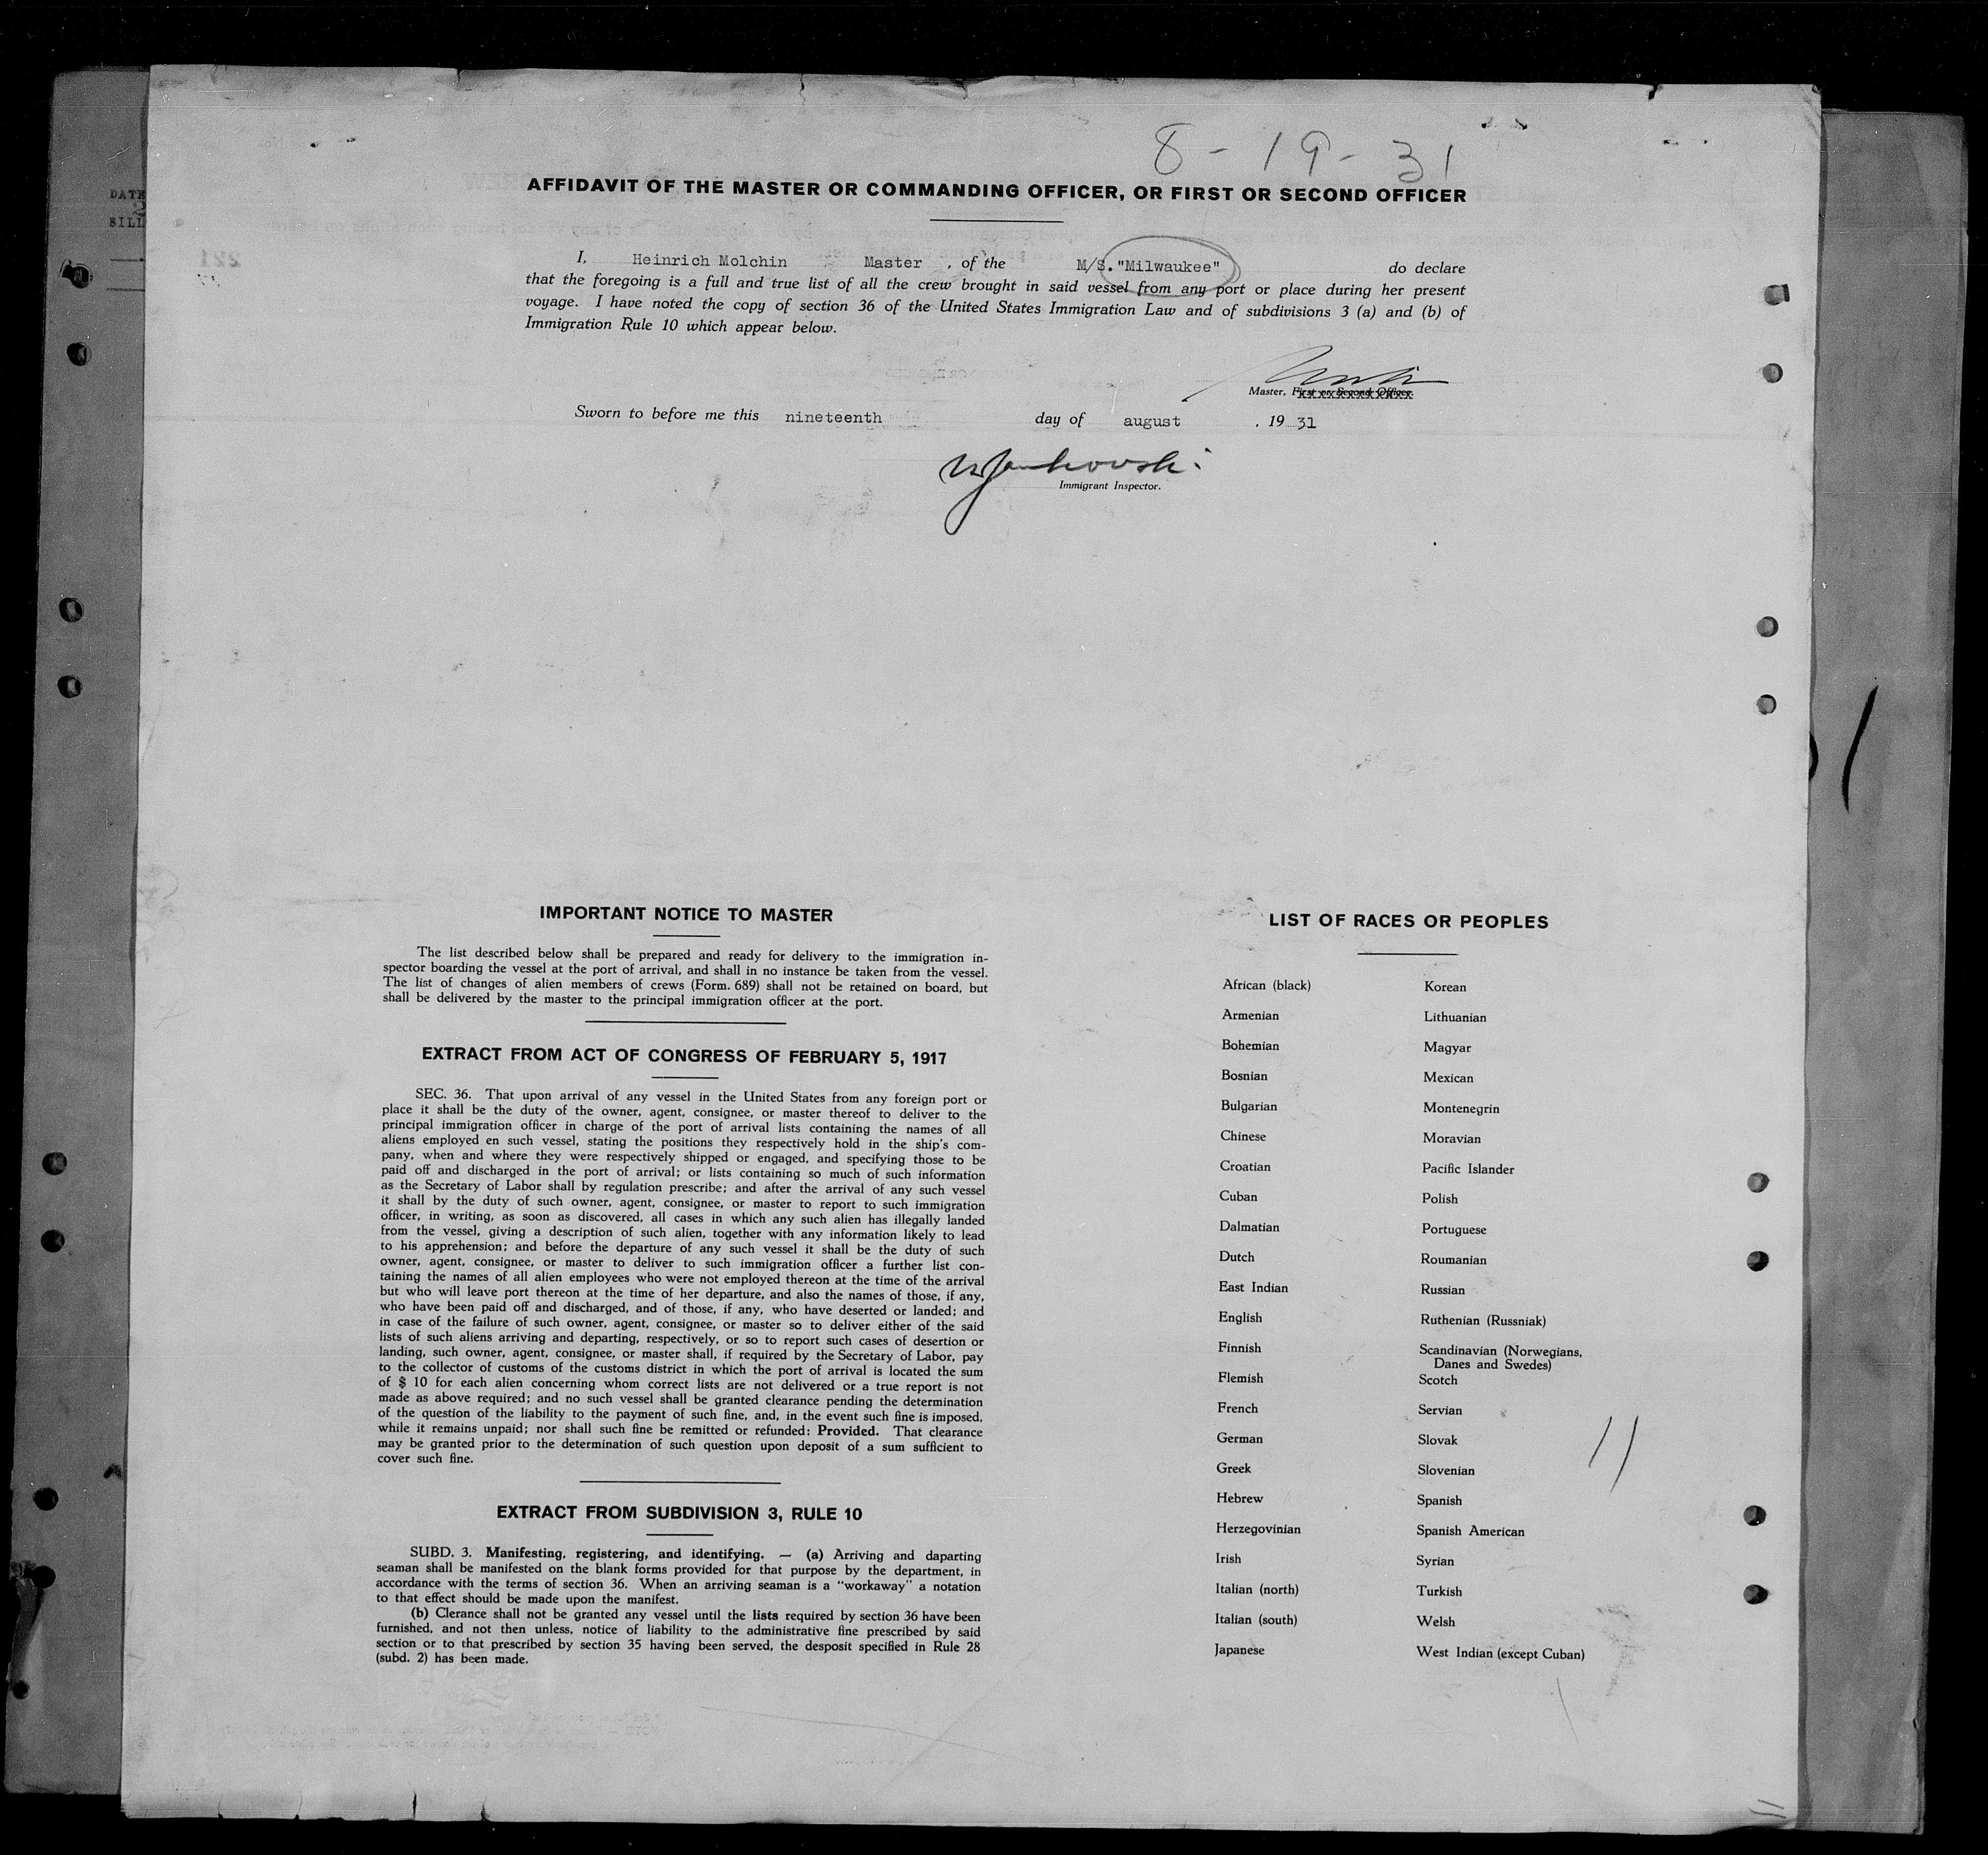 8-19-31
AFFIDAVIT OF THE MASTER OR COMMANDING OFFICER, OR FIRST OR SECOND OFFICER
I, Heinrich Molchin Master , of the M/S."Milwaukee" do declare
that the foregoing is a full and true list of all the crew brought in said vessel from any port or place during her present
voyage. I have noted the copy of section 36 of the United States Immigration Law and of subdivisions 3 (a) and (b) of
Immigration Rule 10 which appear below.
Master, First or Second Officer.
Sworn to before me this nineteenth day of august , 19 31
Immigrant Inspector.
DATE
SILL
221
IMPORTANT NOTICE TO MASTER
The list described below shall be prepared and ready for delivery to the immigration in-
spector boarding the vessel at the port of arrival, and shall in no instance be taken from the vessel.
The list of changes of alien members of crews (Form. 689) shall not be retained on board, but
shall be delivered by the master to the principal immigration officer at the port.
EXTRACT FROM ACT OF CONGRESS OF FEBRUARY 5, 1917
SEC. 36. That upon arrival of any vessel in the United States from any foreign port or
place it shall be the duty of the owner, agent, consignee, or master thereof to deliver to the
principal immigration officer in charge of the port of arrival lists containing the names of all
aliens employed en such vessel, stating the positions they respectively hold in the ship's com-
pany, when and where they were respectively shipped or engaged, and specifying those to be
paid off and discharged in the port of arrival; or lists containing so much of such information
as the Secretary of Labor shall by regulation prescribe; and after the arrival of any such vessel
it shall by the duty of such owner, agent, consignee, or master to report to such immigration
officer, in writing, as soon as discovered, all cases in which any such alien has illegally landed
from the vessel, giving a description of such alien, together with any information likely to lead
to his apprehension; and before the departure of any such vessel it shall be the duty of such
owner, agent, consignee, or master to deliver to such immigration officer a further list con-
taining the names of all alien employees who were not employed thereon at the time of the arrival
but who will leave port thereon at the time of her departure, and also the names of those, if any,
who have been paid off and discharged, and of those, if any, who have deserted or landed; and
in case of the failure of such owner, agent, consignee, or master so to deliver either of the said
lists of such aliens arriving and departing, respectively, or so to report such cases of desertion or
landing, such owner, agent, consignee, or master shall, if required by the Secretary of Labor, pay
to the collector of customs of the customs district in which the port of arrival is located the sum
of $ 10 for each alien concerning whom correct lists are not delivered or a true report is not
made as above required; and no such vessel shall be granted clearance pending the determination
of the question of the liability to the payment of such fine, and, in the event such fine is imposed,
while it remains unpaid; nor shall such fine be remitted or refunded: Provided. That clearance
may be granted prior to the determination of such question upon deposit of a sum sufficient to
cover such fine.
EXTRACT FROM SUBDIVISION 3, RULE 10
SUBD. 3. Manifesting, registering, and identifying. — (a) Arriving and daparting
seaman shall be manifested on the blank forms provided for that purpose by the department, in
accordance with the terms of section 36. When an arriving seaman is a "workaway" a notation
to that effect should be made upon the manifest.
(b) Clerance shall not be granted any vessel until the lists required by section 36 have been
furnished, and not then unless, notice of liability to the administrative fine prescribed by said
section or to that prescribed by section 35 having been served, the desposit specified in Rule 28
(subd. 2) has been made.
LIST OF RACES OR PEOPLES
African (black)
Armenian
Bohemian
Bosnian
Bulgarian
Chinese
Croatian
Cuban
Dalmatian
Dutch
East Indian
English
Finnish
Flemish
French
German
Greek
Hebrew
Herzegovinian
Irish
Italian (north)
Italian (south)
Japanese
Korean
Lithuanian
Magyar
Mexican
Montenegrin
Moravian
Pacific Islander
Polish
Portuguese
Roumanian
Russian
Ruthenian (Russniak)
Scandinavian (Norwegians,
Danes and Swedes)
Scotch
Servian
Slovak
Slovenian
Spanish
Spanish American
Syrian
Turkish
Welsh
West Indian (except Cuban)
11